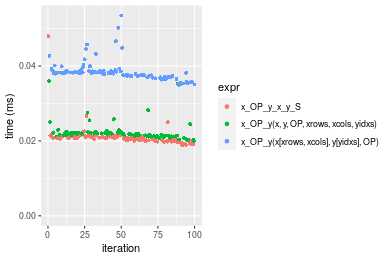 0.04
0.02
0.00
time (ms)
0
25
50
75
100
iteration
expr
x_OP_y_x_y_S
x_OP_y(x, y, OP, xrows, xcols, yidxs)
x_OP_y(x[xrows, xcols], y[yidxs], OP)